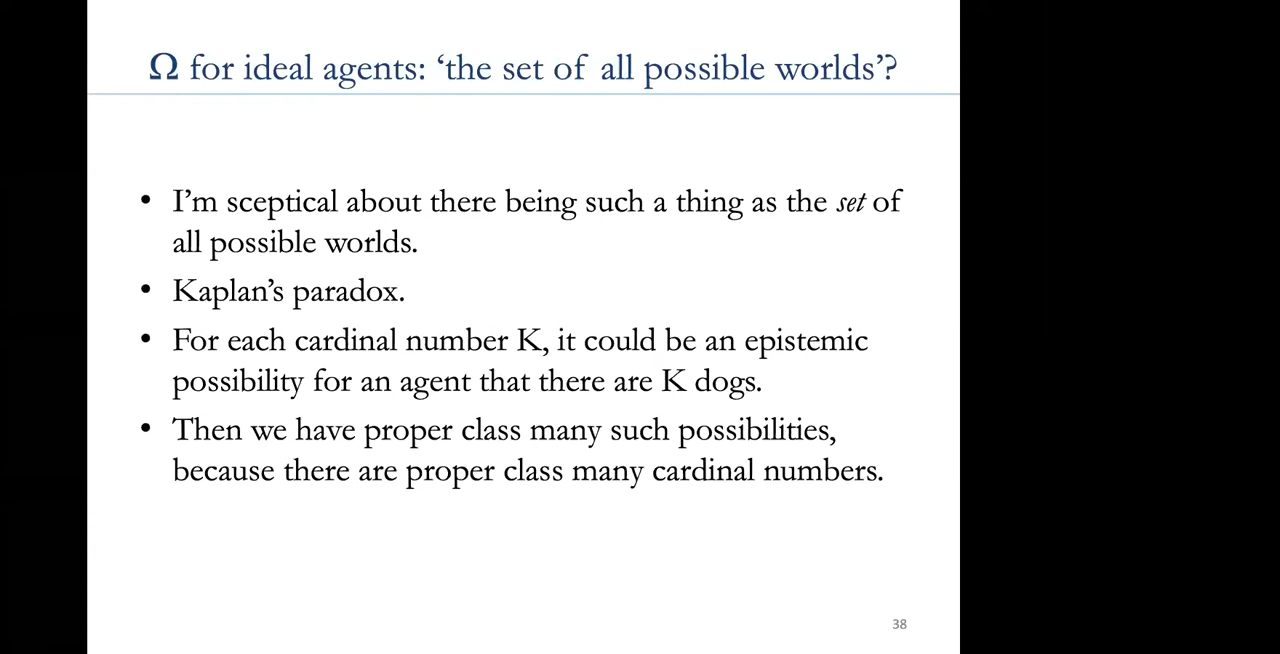 Ω for ideal agents: ‘the set of all possible worlds’?
• I’m sceptical about there being such a thing as the set of
all possible worlds.
• Kaplan’s paradox.
• For each cardinal number K, it could be an epistemic
possibility for an agent that there are K dogs.
• Then we have proper class many such possibilities,
because there are proper class many cardinal numbers.
38